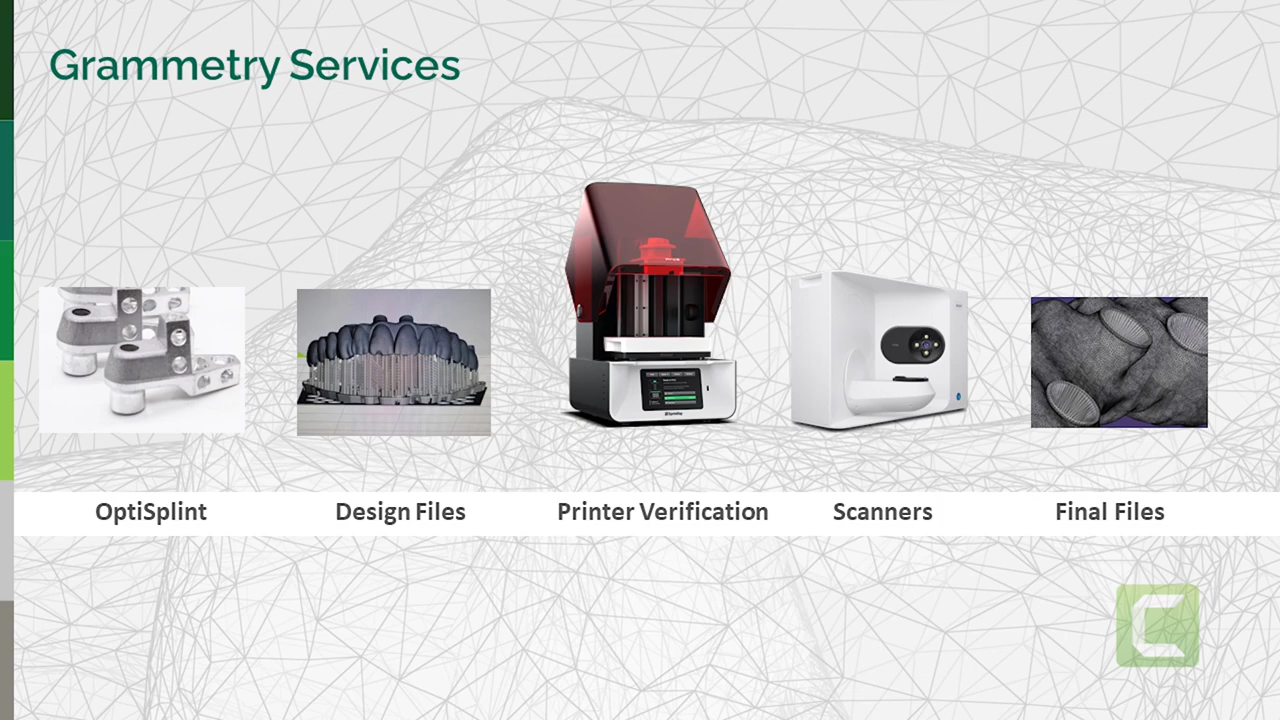 Grammetry Services
OptiSplint
Design Files
Printer Verification
Scanners
Final Files